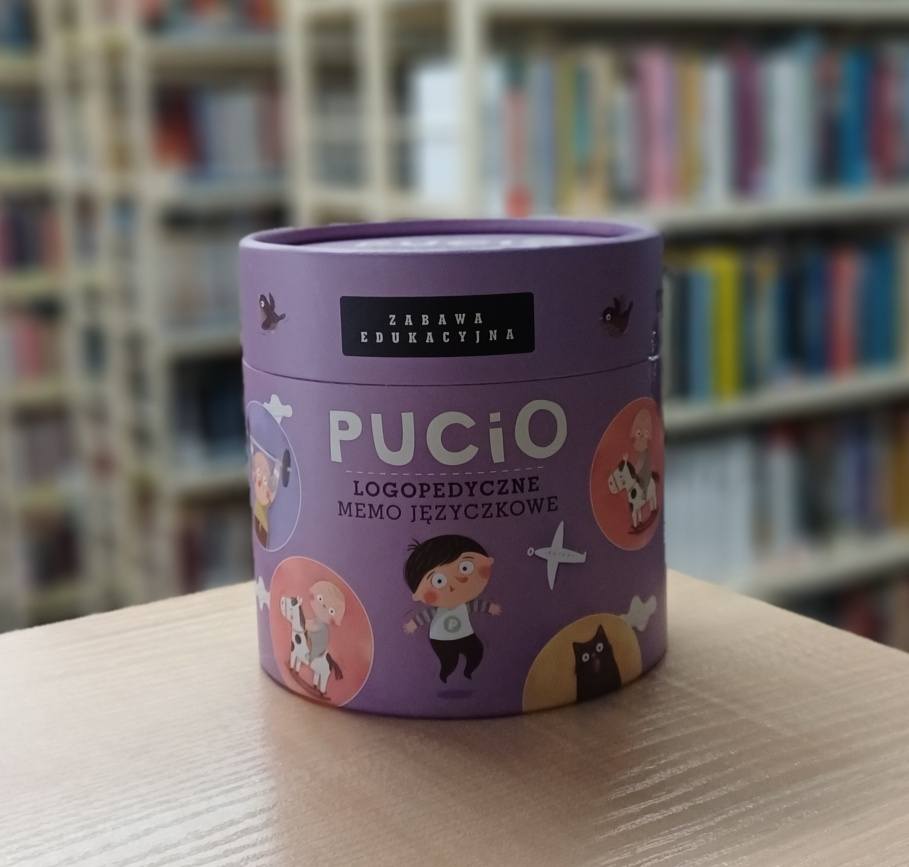 ZABAWA
EDUKACYJNA
PUCiO
LOGOPEDYCZNE
MEMO JĘZYCZKOWE
P